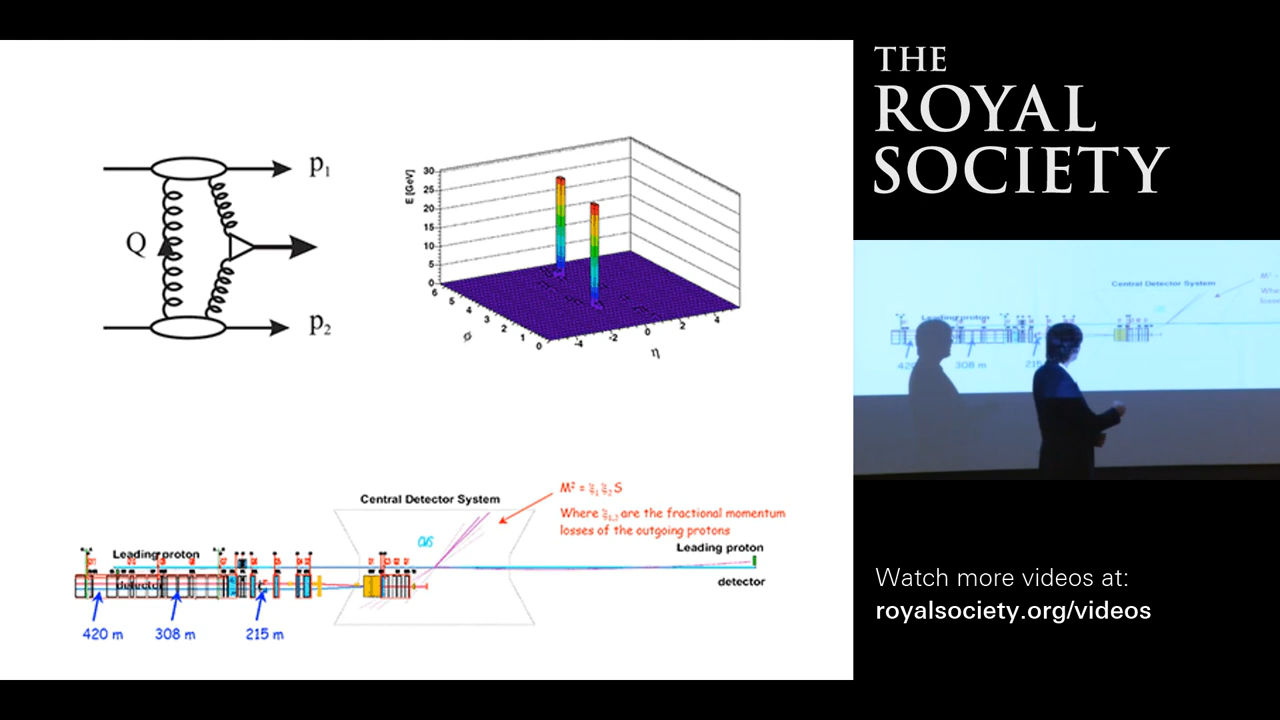 THE
ROYAL
SOCIETY
p1
Q
p2
E [GeV]
30
25
20
15
10
5
0
6
5
4
3
2
1
0
ϕ
-4
-2
0
2
4
η
Central Detector System
M² = ξ1 ξ2 S
Where ξ1,2 are the fractional momentum
losses of the outgoing protons
CMS
Leading proton
detector
Leading proton
detector
420 m
308 m
215 m
Central Detector System
M² =
Leading proton
308 m
Watch more videos at:
royalsociety.org/videos